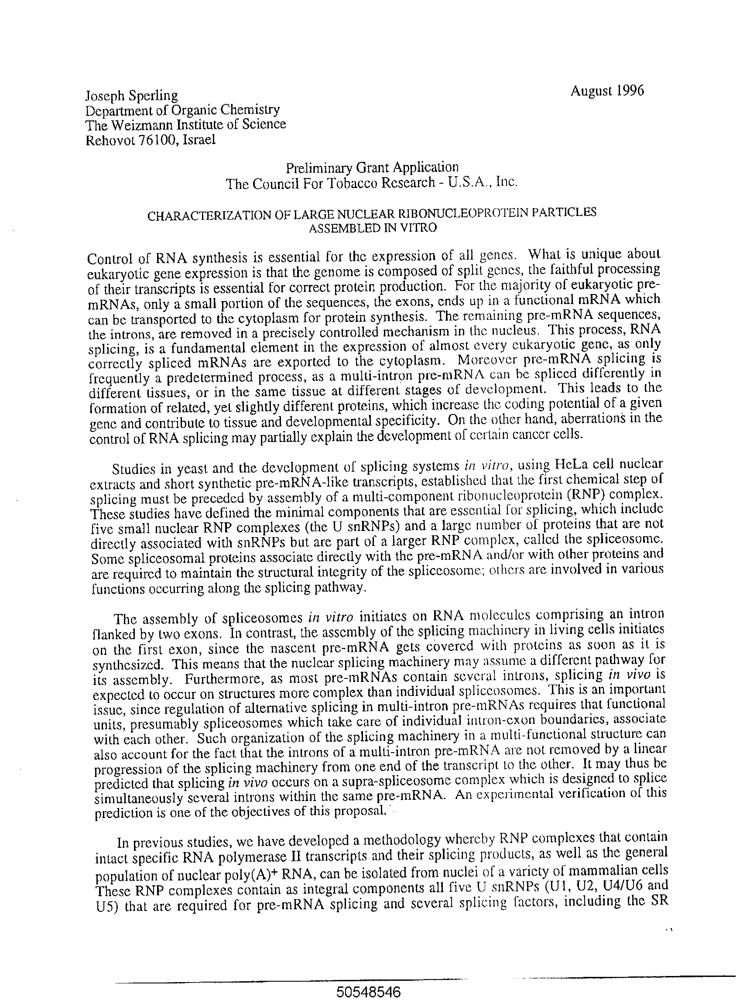 Joseph Sperling
August 1996
Department of Organic Chemistry
The Weizmann Institute of Science
Rehovot 76100, Israel
Preliminary Grant Application
The Council For Tobacco Research - U.S.A., Inc.
CHARACTERIZATION OF LARGE NUCLEAR RIBONUCLEOPROTEIN PARTICLES
ASSEMBLED IN VITRO
Control of RNA synthesis is essential for the expression of all genes. What is unique about
eukaryotic gene expression is that the genome is composed of split genes, the faithful processing
of their transcripts is essential for correct protein production. For the majority of eukaryotic pre-
mRNAs, only a small portion of the sequences, the exons, ends up in a functional mRNA which
can be transported to the cytoplasm for protein synthesis. The remaining pre-mRNA sequences,
the introns, are removed in a precisely controlled mechanism in the nucleus. This process, RNA
splicing, is a fundamental element in the expression of almost every eukaryotic gene, as only
correctly spliced mRNAs are exported to the cytoplasm. Moreover pre-mRNA splicing is
frequently a predetermined process, as a multi-intron pre-mRNA can be spliced differently in
different tissues, or in the same tissue at different stages of development. This leads to the
formation of related, yet slightly different proteins, which increase the coding potential of a given
gene and contribute to tissue and developmental specificity. On the other hand, aberrations in the
control of RNA splicing may partially explain the development of certain cancer cells.
Studies in yeast and the development of splicing systems in vitro, using HeLa cell nuclear
extracts and short synthetic pre-mRNA-like transcripts, established that the first chemical step of
splicing must be preceded by assembly of a multi-component ribonucleoprotein (RNP) complex.
These studies have defined the minimal components that are essential for splicing, which include
five small nuclear RNP complexes (the U snRNPs) and a large number of proteins that are not
directly associated with snRNPs but are part of a larger RNP complex, called the spliceosome.
Some spliceosomal proteins associate directly with the pre-mRNA and/or with other proteins and
are required to maintain the structural integrity of the spliceosome; others are involved in various
functions occurring along the splicing pathway.
The assembly of spliceosomes in vitro initiates on RNA molecules comprising an intron
flanked by two exons. In contrast, the assembly of the splicing machinery in living cells initiates
on the first exon, since the nascent pre-mRNA gets covered with proteins as soon as it is
synthesized. This means that the nuclear splicing machinery may assume a different pathway for
its assembly. Furthermore, as most pre-mRNAs contain several introns, splicing in vivo is
expected to occur on structures more complex than individual spliceosomes. This is an important
issue, since regulation of alternative splicing in multi-intron pre-mRNAs requires that functional
units, presumably spliceosomes which take care of individual intron-exon boundaries, associate
with each other. Such organization of the splicing machinery in a multi-functional structure can
also account for the fact that the introns of a multi-intron pre-mRNA are not removed by a linear
progression of the splicing machinery from one end of the transcript to the other. It may thus be
predicted that splicing in vivo occurs on a supra-spliceosome complex which is designed to splice
simultaneously several introns within the same pre-mRNA. An experimental verification of this
prediction is one of the objectives of this proposal.
In previous studies, we have developed a methodology whereby RNP complexes that contain
intact specific RNA polymerase II transcripts and their splicing products, as well as the general
population of nuclear poly(A)+ RNA, can be isolated from nuclei of a variety of mammalian cells
These RNP complexes contain as integral components all five U snRNPs (U1, U2, U4/U6 and
U5) that are required for pre-mRNA splicing and several splicing factors, including the SR
50548546